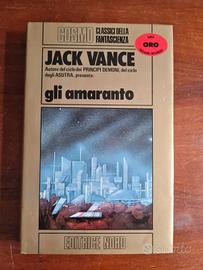 COSMO CLASSICI DELLA
FANTASCIENZA
ORO
JACK VANCE
Autore del ciclo dei PRINCIPI DEMONI, del ciclo
degli ASUTRA, presenta:
gli amaranto
EDITRICE NORD
subito